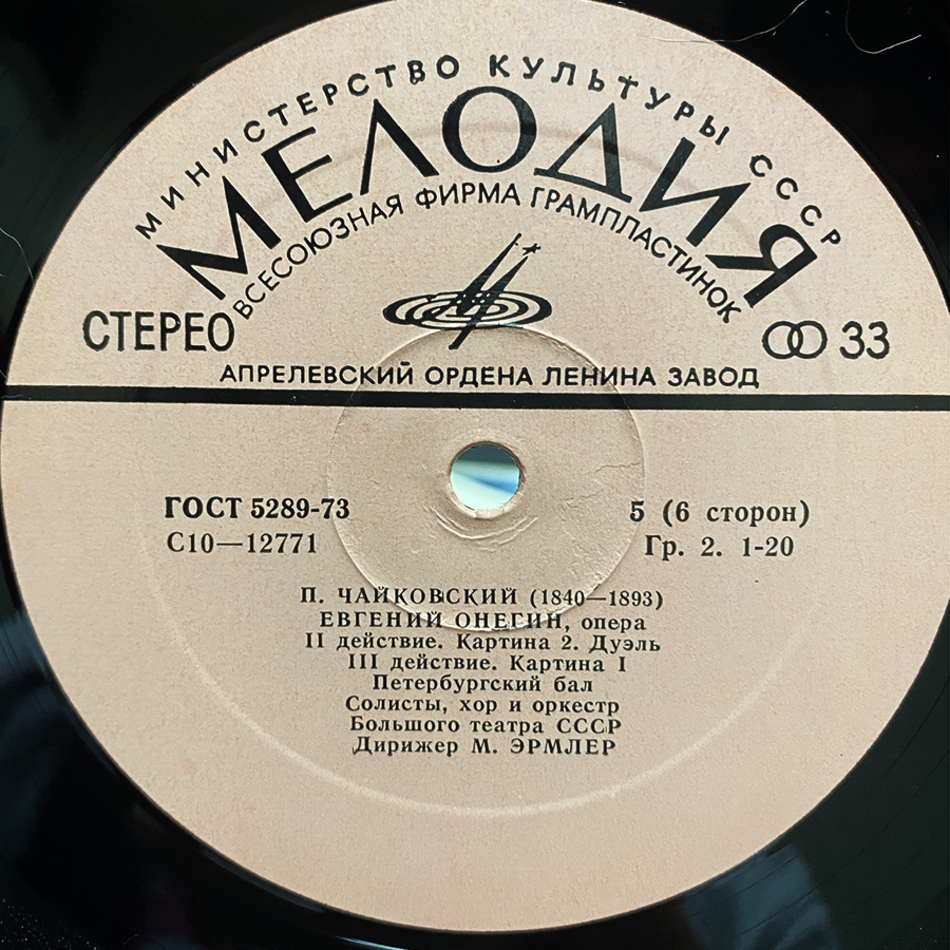 МИНИСТЕРСТВО КУЛЬТУРЫ СССР
МЕЛОДИЯ
ВСЕСОЮЗНАЯ ФИРМА ГРАМПЛАСТИНОК
СТЕРЕО
33
АПРЕЛЕВСКИЙ ОРДЕНА ЛЕНИНА ЗАВОД
ГОСТ 5289-73
5 (6 сторон)
С10—12771
Гр. 2. 1-20
П. ЧАЙКОВСКИЙ (1840—1893)
ЕВГЕНИЙ ОНЕГИН, опера
II действие. Картина 2. Дуэль
III действие. Картина I
Петербургский бал
Солисты, хор и оркестр
Большого театра СССР
Дирижер М. ЭРМЛЕР